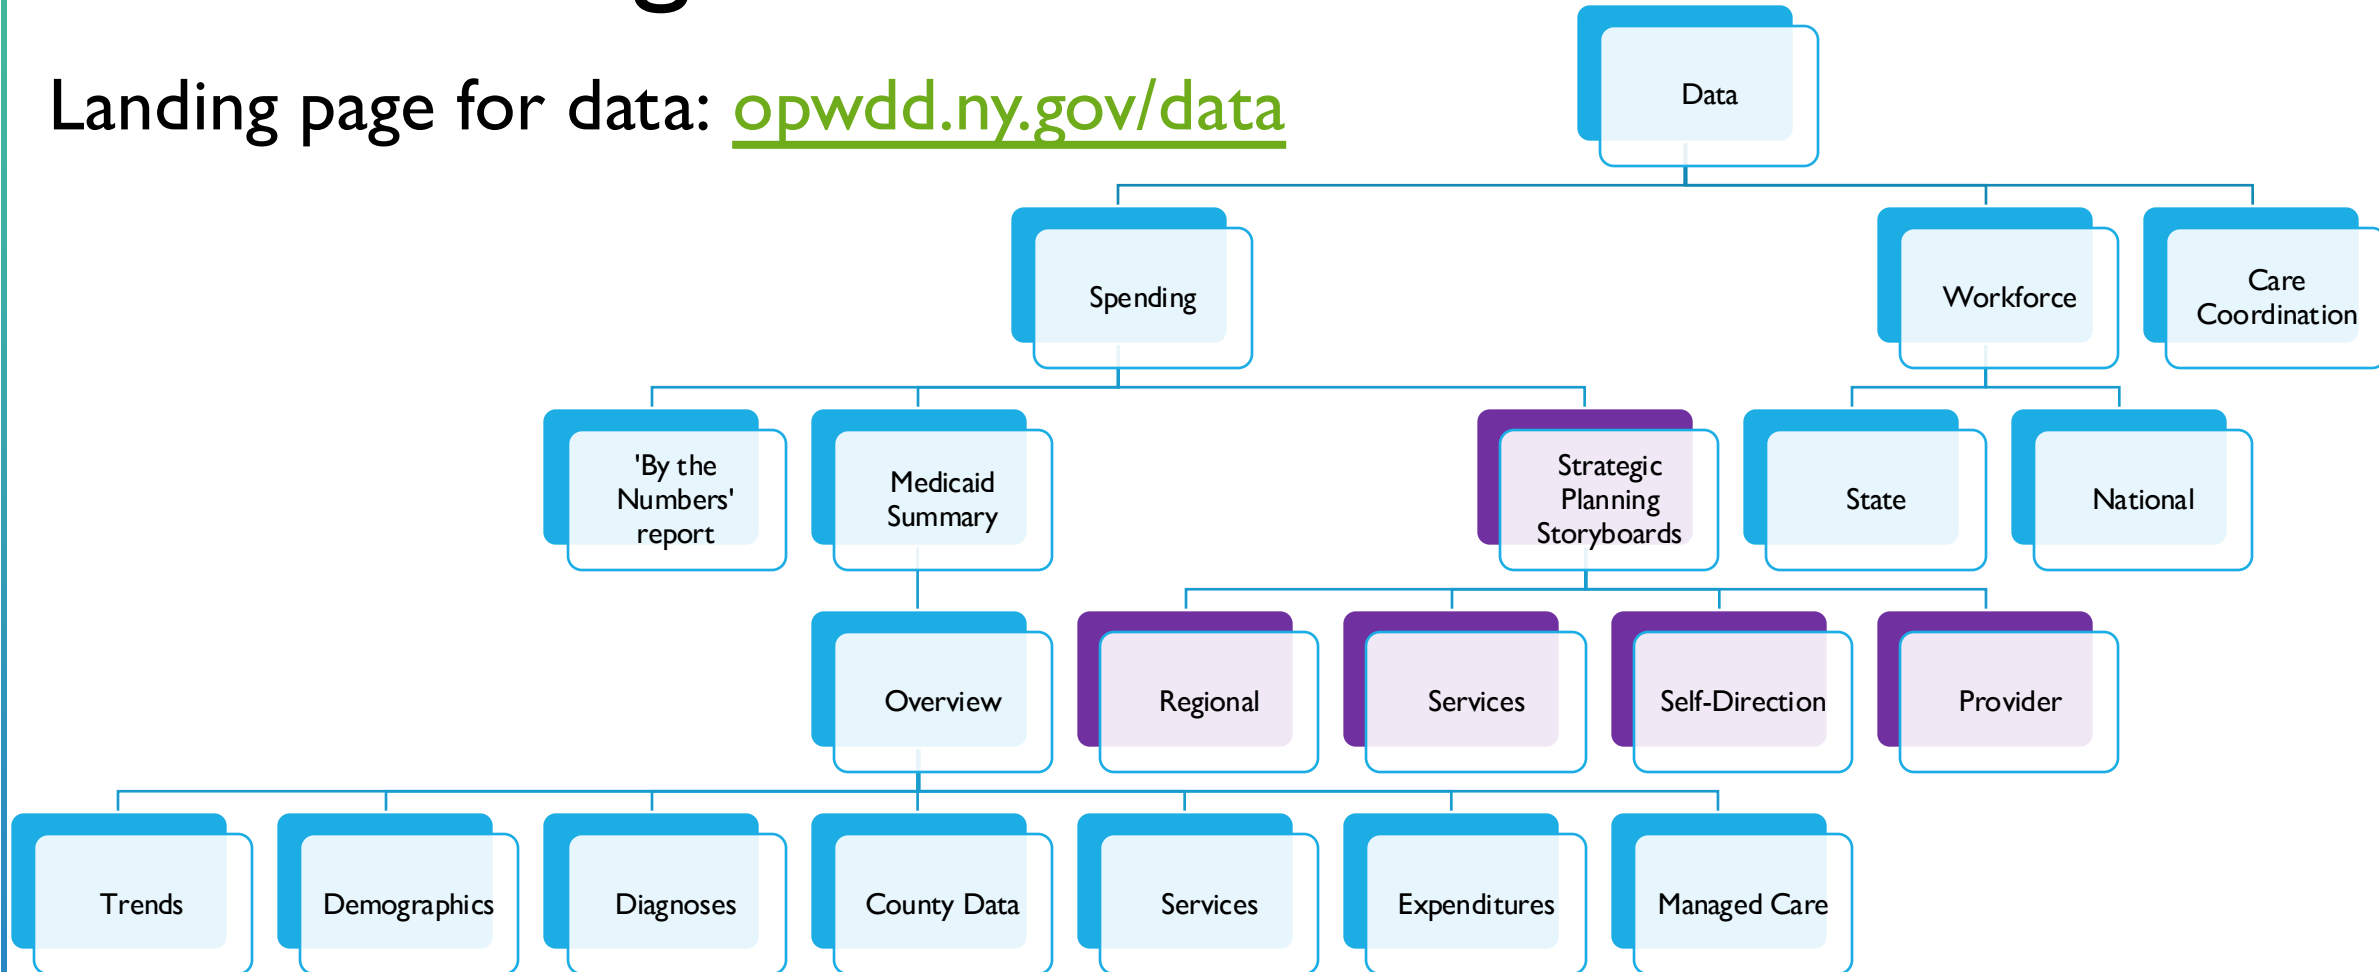 Landing page for data: opwdd.ny.gov/data
Data
Spending
Workforce
Care
Coordination
'By the
Numbers'
report
Medicaid
Summary
Strategic
Planning
Storyboards
State
National
Overview
Regional
Services
Self-Direction
Provider
Trends
Demographics
Diagnoses
County Data
Services
Expenditures
Managed Care